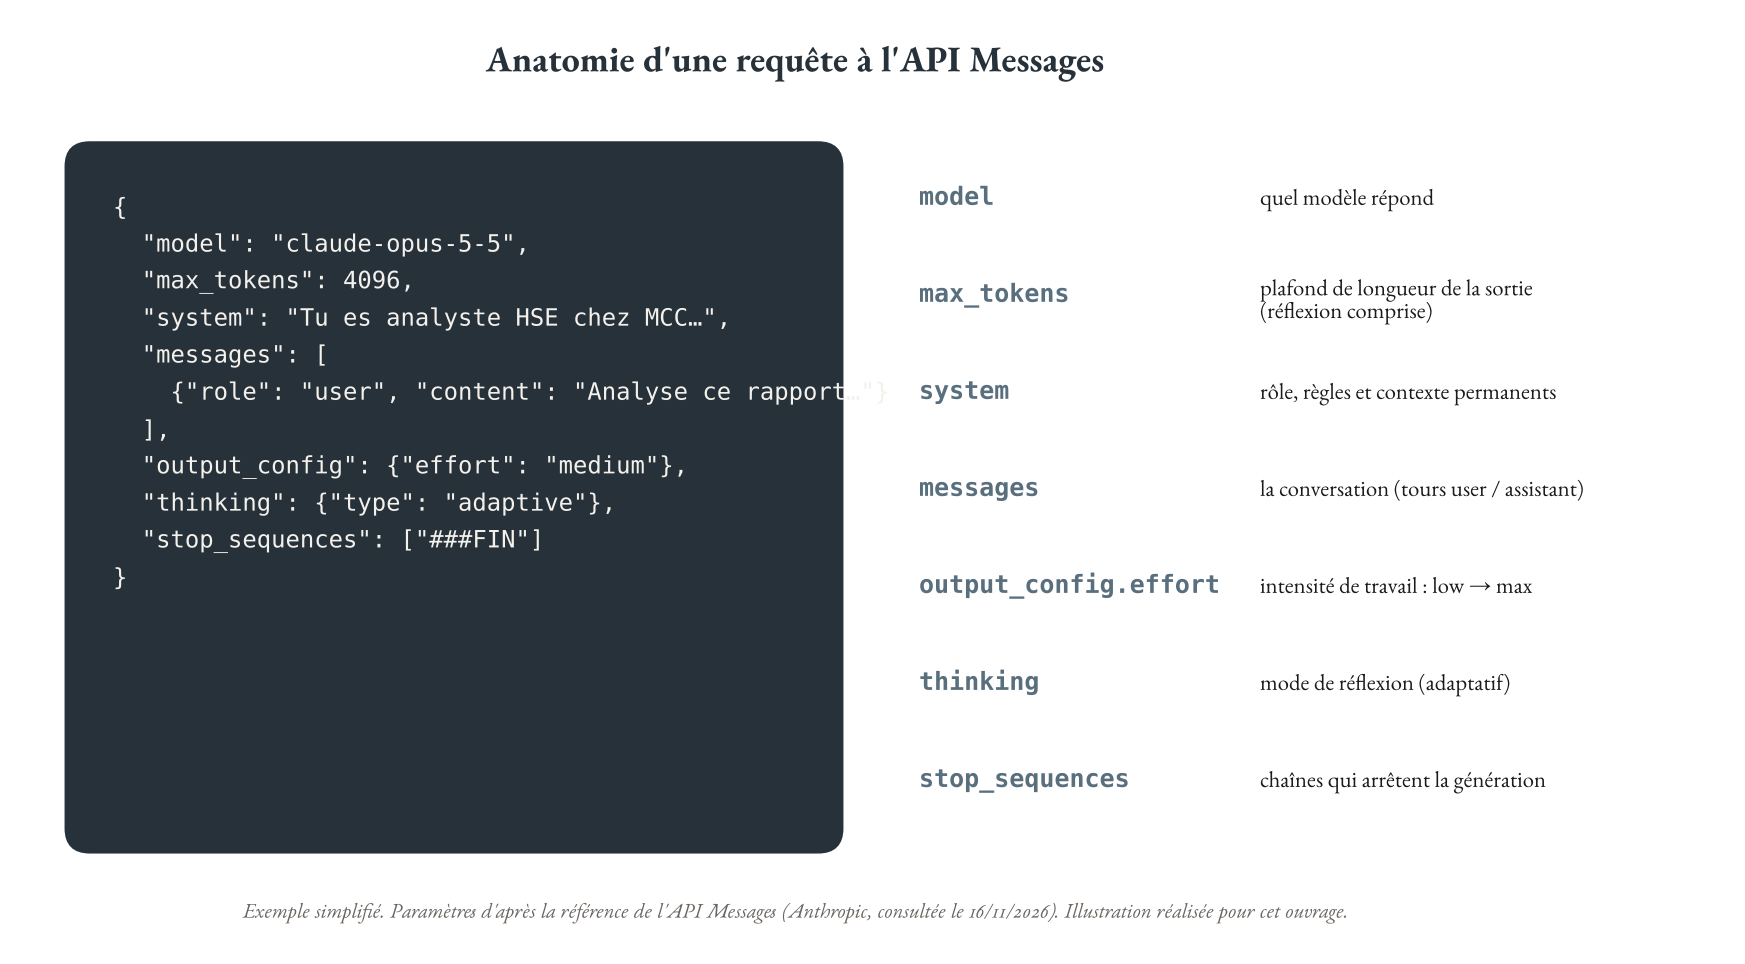 Anatomie d'une requête à l'API Messages
{
  "model": "claude-opus-5-5",
  "max_tokens": 4096,
  "system": "Tu es analyste HSE chez MCC…",
  "messages": [
    {"role": "user", "content": "Analyse ce rapport…"}
  ],
  "output_config": {"effort": "medium"},
  "thinking": {"type": "adaptive"},
  "stop_sequences": ["###FIN"]
}
model quel modèle répond
max_tokens plafond de longueur de la sortie
(réflexion comprise)
system rôle, règles et contexte permanents
messages la conversation (tours user / assistant)
output_config.effort intensité de travail : low → max
thinking mode de réflexion (adaptatif)
stop_sequences chaînes qui arrêtent la génération
Exemple simplifié. Paramètres d'après la référence de l'API Messages (Anthropic, consultée le 16/11/2026). Illustration réalisée pour cet ouvrage.